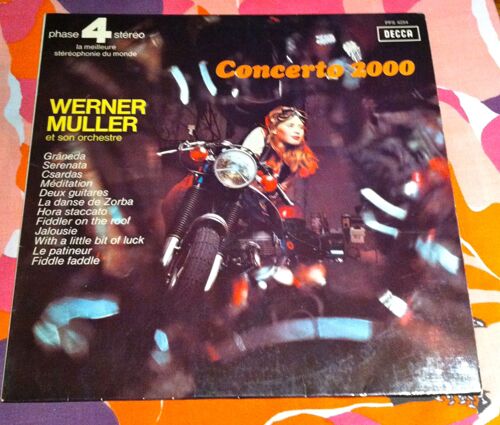 phase 4 stéréo
la meilleure
stéréophonie du monde
DECCA
Concerto 2000
WERNER
MULLER
et son orchestre
Granada
Serenata
Csardas
Méditation
Deux guitares
La danse de Zorba
Hora staccato
Fiddler on the roof
Jalousie
With a little bit of luck
Le patineur
Fiddle faddle